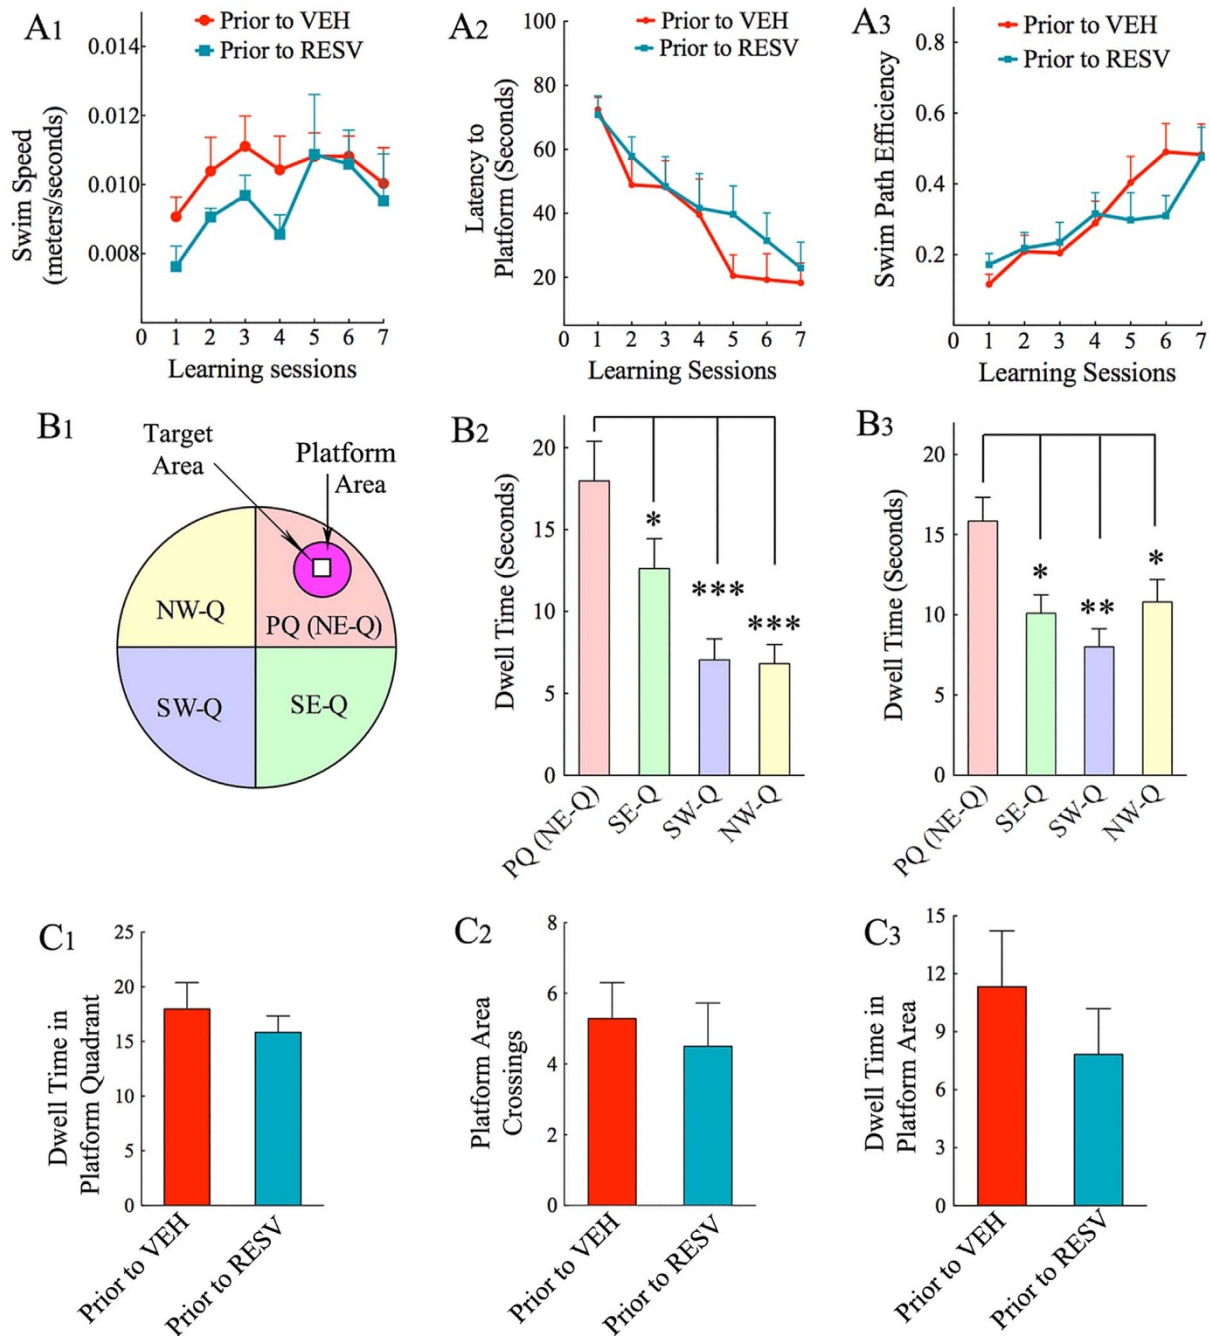 A1
Prior to VEH
Prior to RESV
Swim Speed
(meters/seconds)
0.014
0.012
0.010
0.008
0 1 2 3 4 5 6 7
Learning sessions
A2
Prior to VEH
Prior to RESV
Latency to
Platform (Seconds)
100
80
60
40
20
0 1 2 3 4 5 6 7
Learning Sessions
A3
Prior to VEH
Prior to RESV
Swim Path Efficiency
0.8
0.6
0.4
0.2
0 1 2 3 4 5 6 7
Learning Sessions
B1
Target
Area
Platform
Area
NW-Q
PQ (NE-Q)
SW-Q
SE-Q
B2
Dwell Time (Seconds)
20
15
10
5
0
*
***
***
PQ (NE-Q)
SE-Q
SW-Q
NW-Q
B3
Dwell Time (Seconds)
20
15
10
5
0
*
**
*
PQ (NE-Q)
SE-Q
SW-Q
NW-Q
C1
Dwell Time in
Platform Quadrant
25
20
15
10
5
0
Prior to VEH
Prior to RESV
C2
Platform Area
Crossings
8
6
4
2
0
Prior to VEH
Prior to RESV
C3
Dwell Time in
Platform Area
15
12
9
6
3
0
Prior to VEH
Prior to RESV